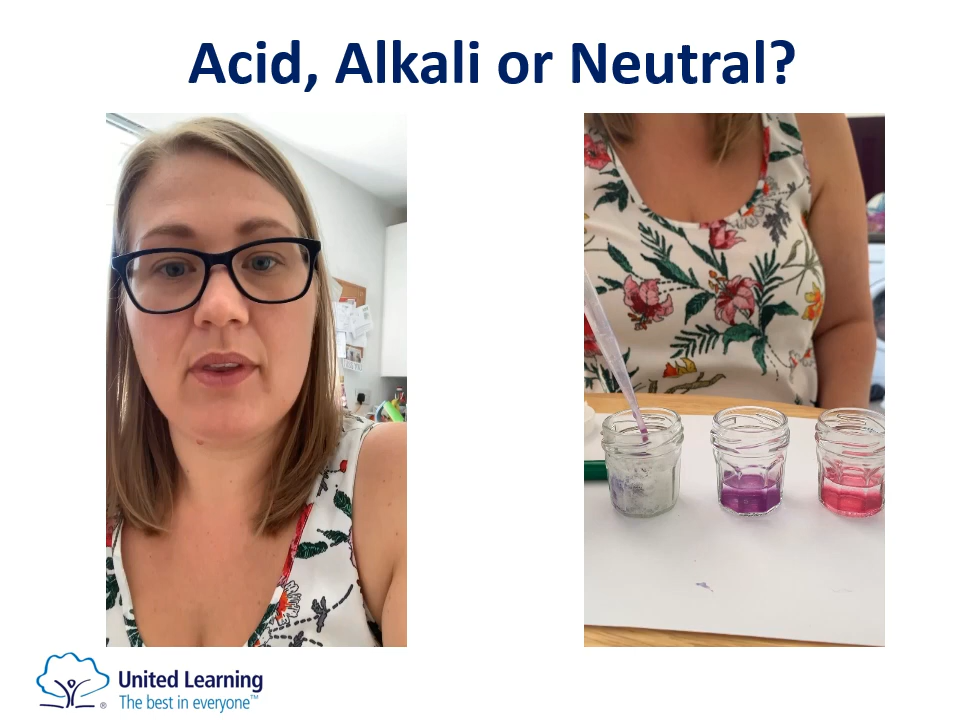 Acid, Alkali or Neutral?
United Learning
The best in everyone™